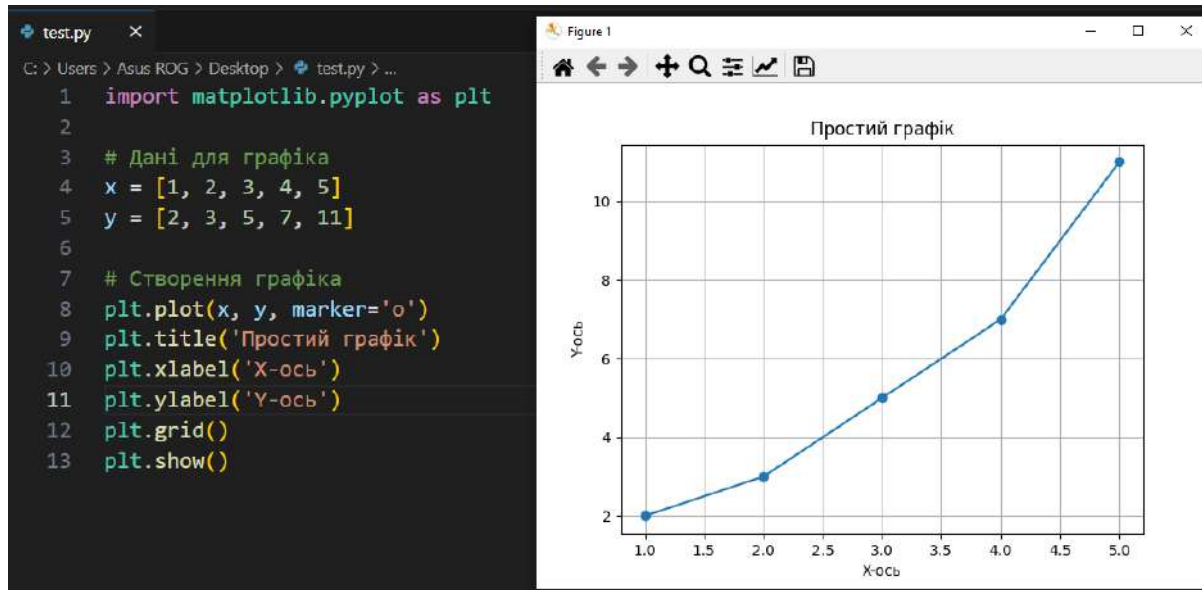 test.py
C: > Users > Asus ROG > Desktop > test.py > ...
1 import matplotlib.pyplot as plt
2
3 # Дані для графіка
4 x = [1, 2, 3, 4, 5]
5 y = [2, 3, 5, 7, 11]
6
7 # Створення графіка
8 plt.plot(x, y, marker='o')
9 plt.title('Простий графік')
10 plt.xlabel('X-ось')
11 plt.ylabel('Y-ось')
12 plt.grid()
13 plt.show()
Figure 1
Простий графік
Y-ось
10
8
6
4
2
1.0 1.5 2.0 2.5 3.0 3.5 4.0 4.5 5.0
X-ось